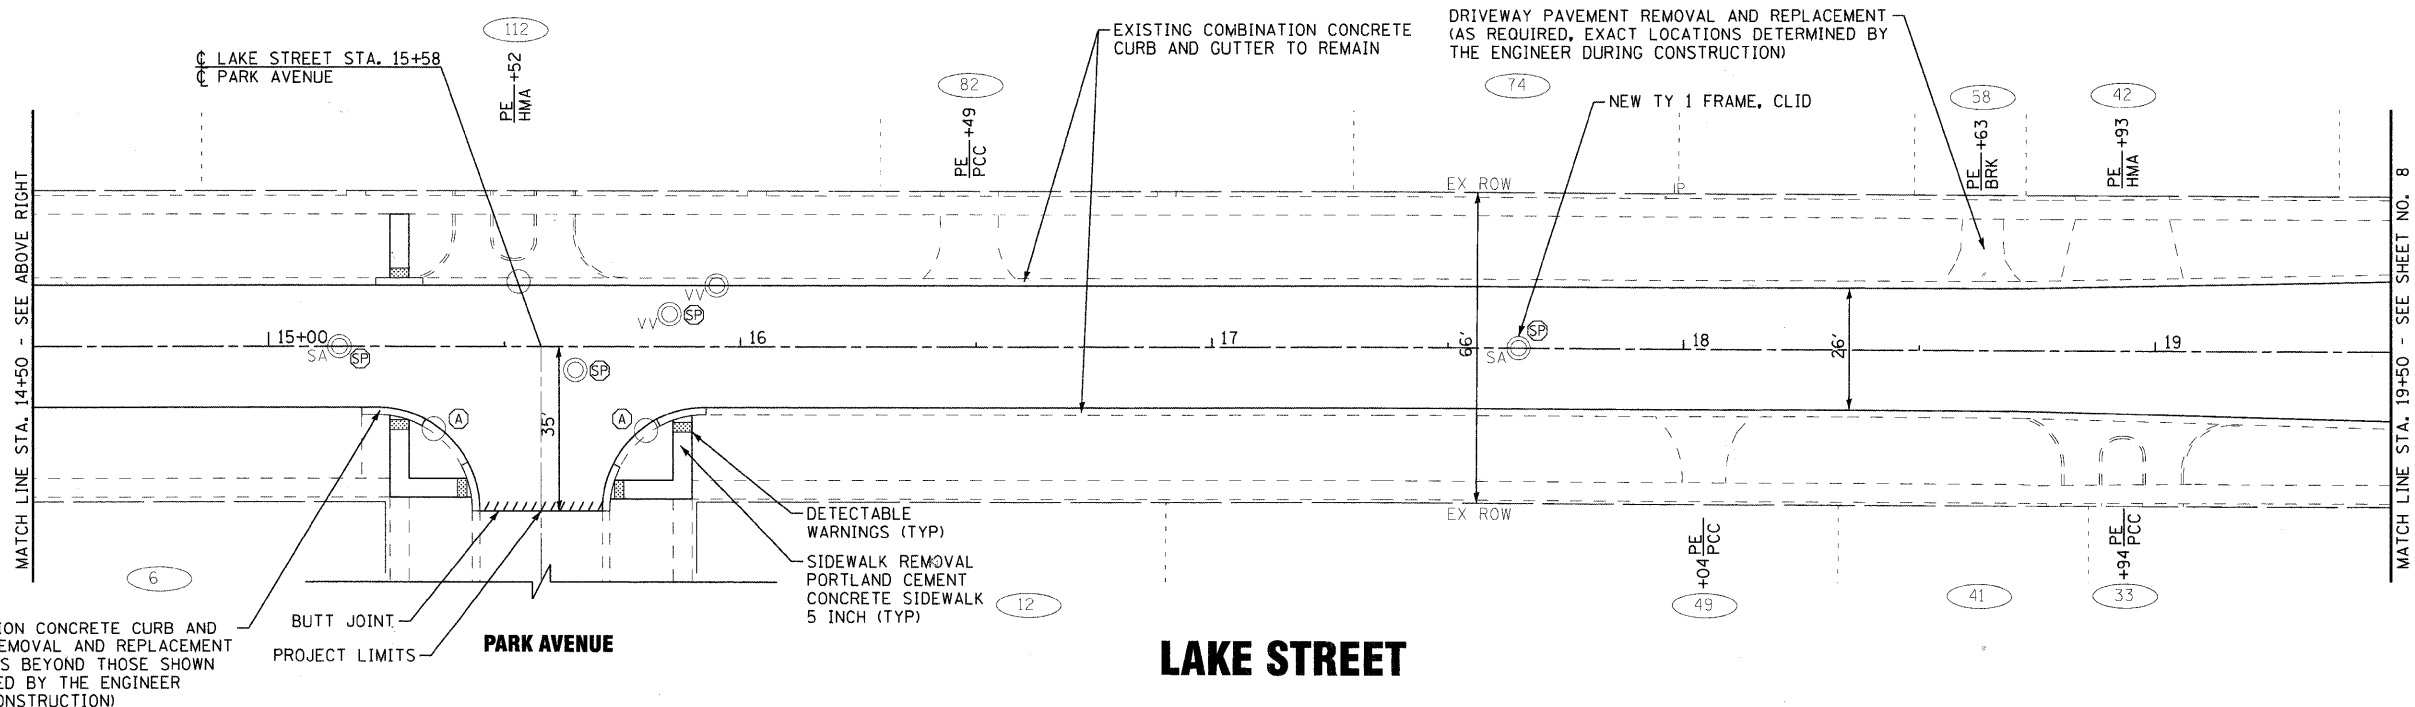 112
PE +52
HMA
℄ LAKE STREET STA. 15+58
℄ PARK AVENUE
EXISTING COMBINATION CONCRETE
CURB AND GUTTER TO REMAIN
DRIVEWAY PAVEMENT REMOVAL AND REPLACEMENT
(AS REQUIRED, EXACT LOCATIONS DETERMINED BY
THE ENGINEER DURING CONSTRUCTION)
82
PE +49
PCC
74
NEW TY 1 FRAME, CLID
58
PE +63
BRK
42
PE +93
HMA
MATCH LINE STA. 14+50 - SEE ABOVE RIGHT
EX ROW
IP
VV
VV
SP
15+00
SA
SP
16
17
SP
SA
18
19
SP
66'
26'
35'
A
A
MATCH LINE STA. 19+50 - SEE SHEET NO. 8
EX ROW
DETECTABLE
WARNINGS (TYP)
SIDEWALK REMOVAL
PORTLAND CEMENT
CONCRETE SIDEWALK
5 INCH (TYP)
6
12
+04 PE
PCC
49
41
+94 PE
PCC
33
ION CONCRETE CURB AND
EMOVAL AND REPLACEMENT
S BEYOND THOSE SHOWN
ED BY THE ENGINEER
ONSTRUCTION)
BUTT JOINT
PROJECT LIMITS
PARK AVENUE
LAKE STREET